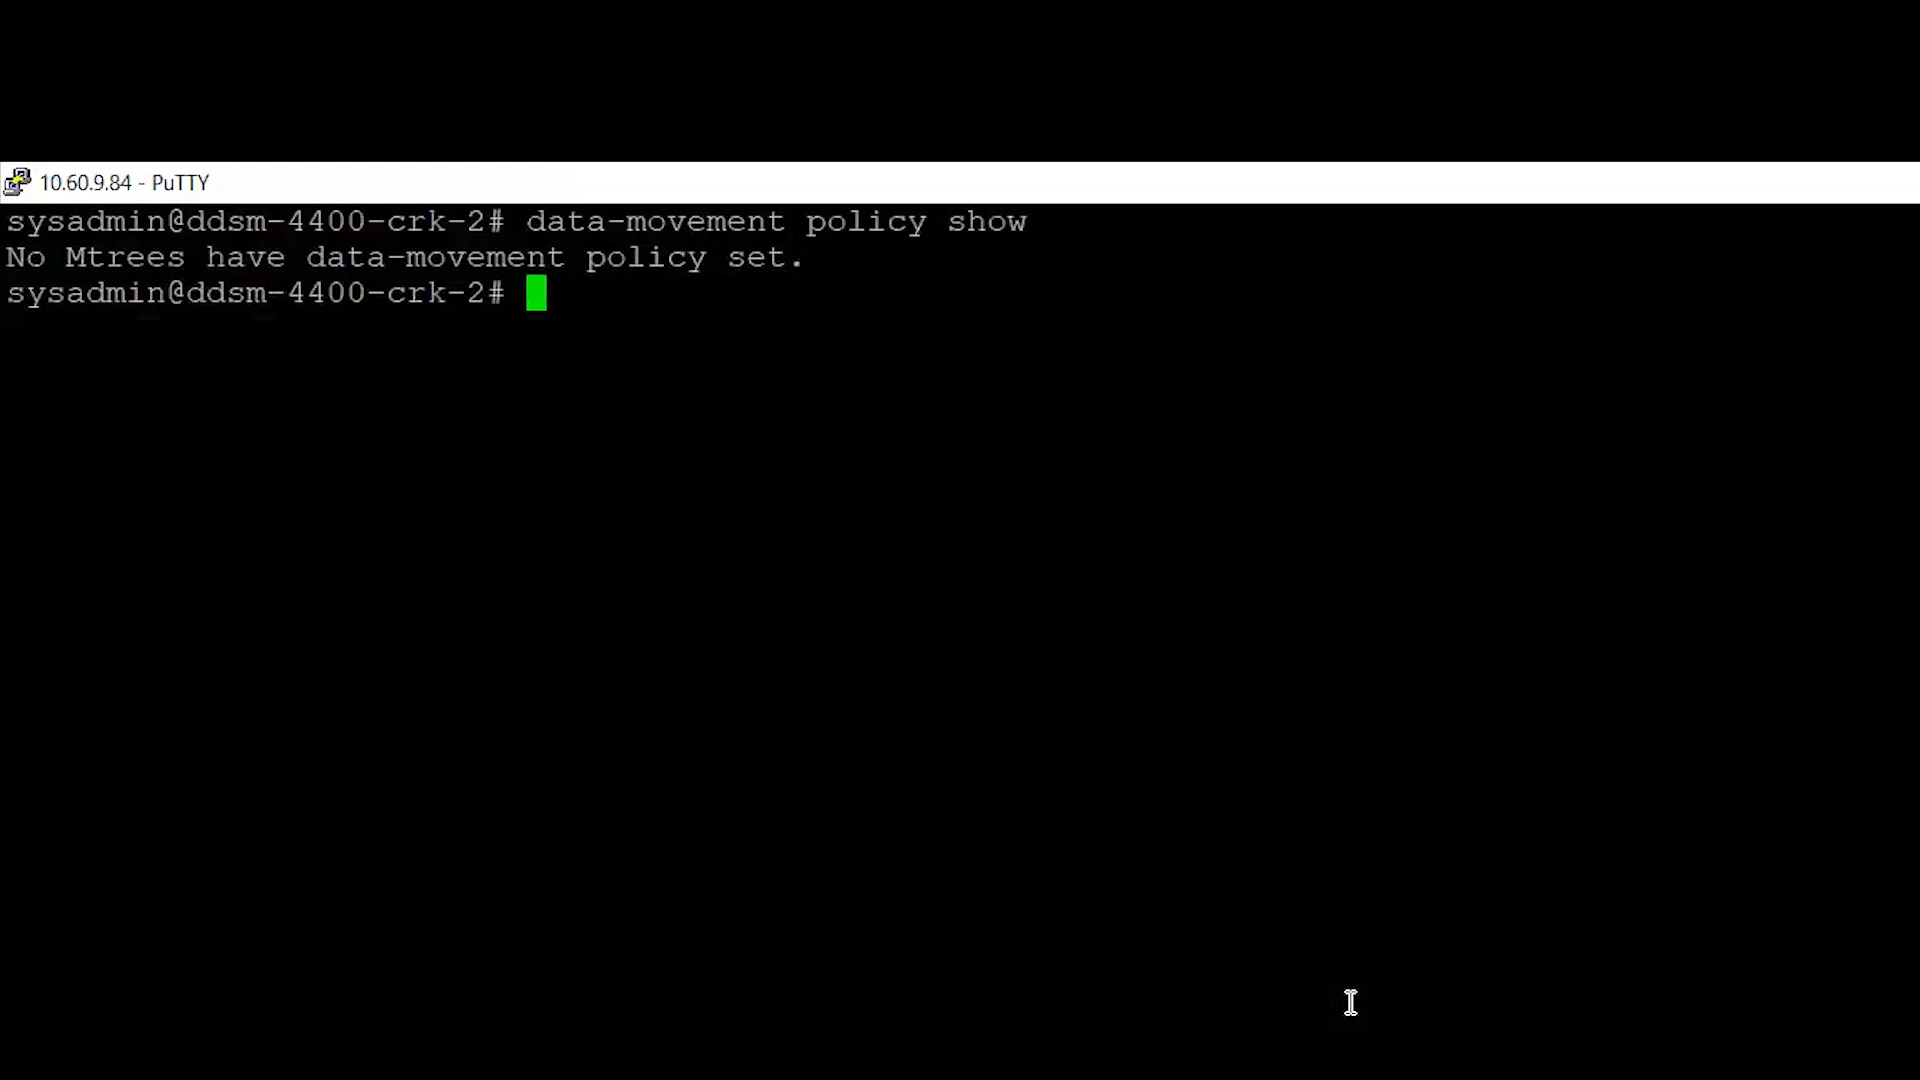 10.60.9.84 - PuTTY
sysadmin@ddsm-4400-crk-2# data-movement policy show
No Mtrees have data-movement policy set.
sysadmin@ddsm-4400-crk-2#